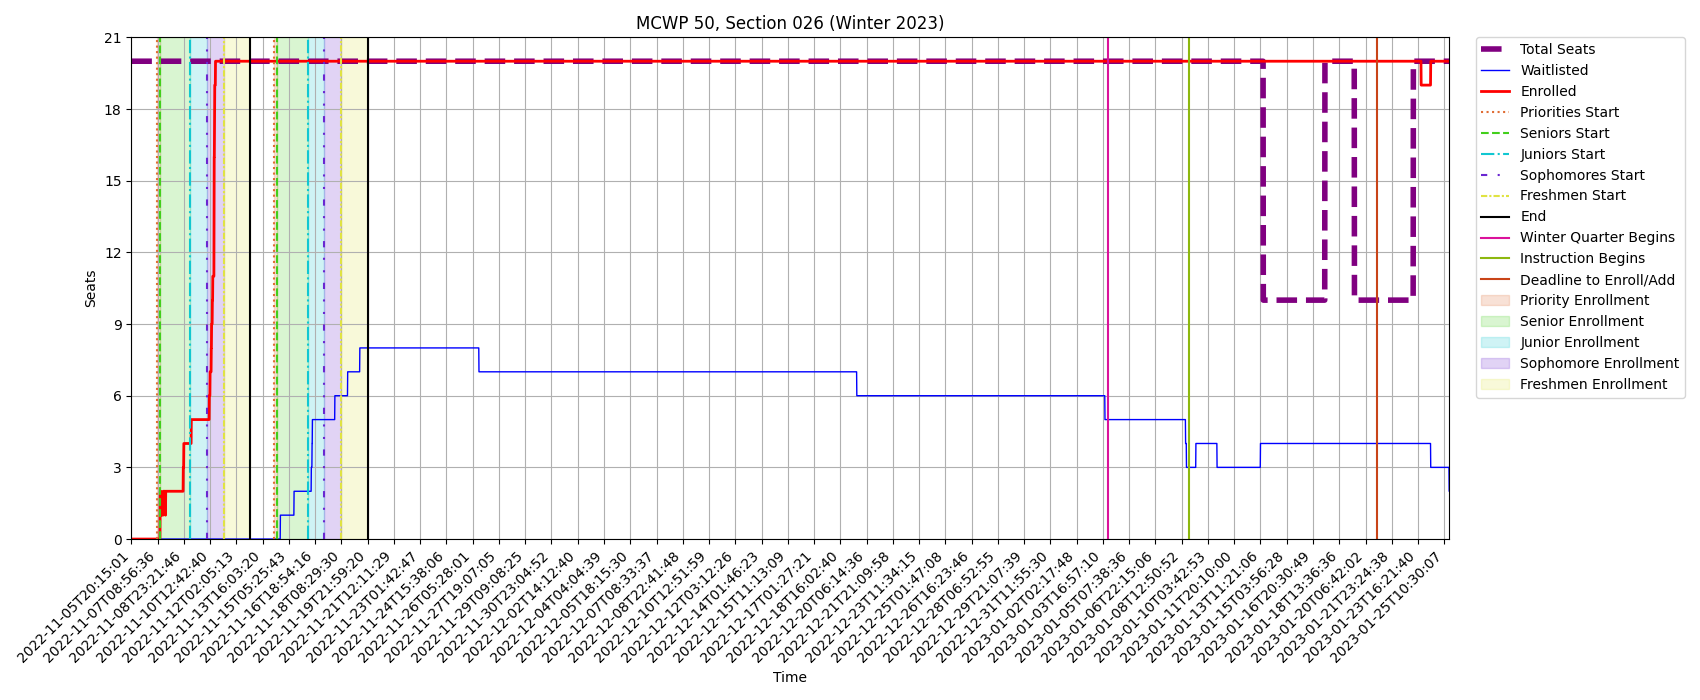 MCWP 50, Section 026 (Winter 2023)
21
18
15
12
9
6
3
0
Seats
2022-11-05T20:15:01
2022-11-07T08:56:36
2022-11-08T23:21:46
2022-11-10T12:42:40
2022-11-12T02:05:13
2022-11-13T16:03:20
2022-11-15T05:25:43
2022-11-16T18:54:16
2022-11-18T08:29:30
2022-11-19T21:59:20
2022-11-21T12:11:29
2022-11-23T01:42:47
2022-11-24T15:38:06
2022-11-26T05:28:01
2022-11-27T19:07:05
2022-11-29T09:08:25
2022-11-30T23:04:52
2022-12-02T14:12:40
2022-12-04T04:04:39
2022-12-05T18:15:30
2022-12-07T08:33:37
2022-12-08T22:41:48
2022-12-10T12:51:59
2022-12-12T03:12:26
2022-12-14T01:46:23
2022-12-15T11:13:09
2022-12-17T01:27:21
2022-12-18T16:02:40
2022-12-20T06:14:36
2022-12-21T21:09:58
2022-12-23T11:34:15
2022-12-25T01:47:08
2022-12-26T16:23:46
2022-12-28T06:52:55
2022-12-29T21:07:39
2022-12-31T11:55:30
2023-01-02T02:17:48
2023-01-03T16:57:10
2023-01-05T07:38:36
2023-01-06T22:15:06
2023-01-08T12:50:52
2023-01-10T03:42:53
2023-01-11T20:10:00
2023-01-13T11:21:06
2023-01-15T03:56:28
2023-01-16T20:30:49
2023-01-18T13:36:36
2023-01-20T06:42:02
2023-01-21T23:24:38
2023-01-23T16:21:40
2023-01-25T10:30:07
Time
Total Seats
Waitlisted
Enrolled
Priorities Start
Seniors Start
Juniors Start
Sophomores Start
Freshmen Start
End
Winter Quarter Begins
Instruction Begins
Deadline to Enroll/Add
Priority Enrollment
Senior Enrollment
Junior Enrollment
Sophomore Enrollment
Freshmen Enrollment